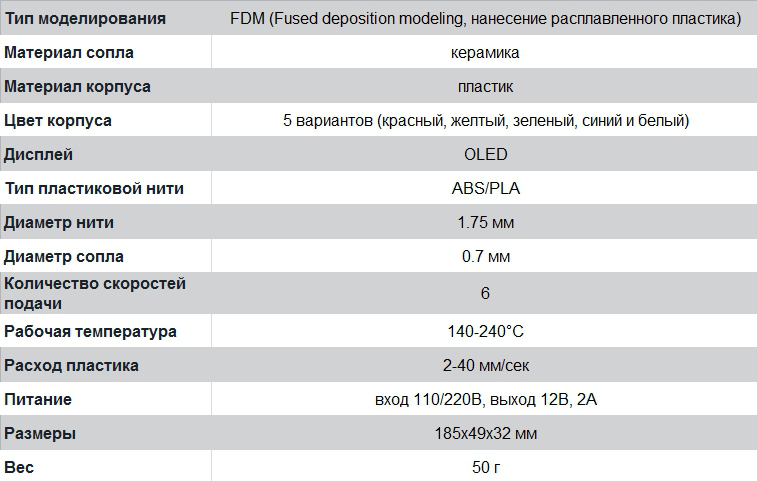 Тип моделирования FDM (Fused deposition modeling, нанесение расплавленного пластика)
Материал сопла керамика
Материал корпуса пластик
Цвет корпуса 5 вариантов (красный, желтый, зеленый, синий и белый)
Дисплей OLED
Тип пластиковой нити ABS/PLA
Диаметр нити 1.75 мм
Диаметр сопла 0.7 мм
Количество скоростей
подачи 6
Рабочая температура 140-240°C
Расход пластика 2-40 мм/сек
Питание вход 110/220В, выход 12В, 2А
Размеры 185x49x32 мм
Вес 50 г